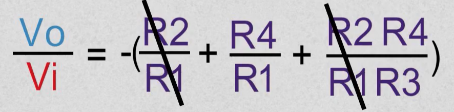 Vo/Vi = -(R2/R1 + R4/R1 + R2 R4/R1 R3)